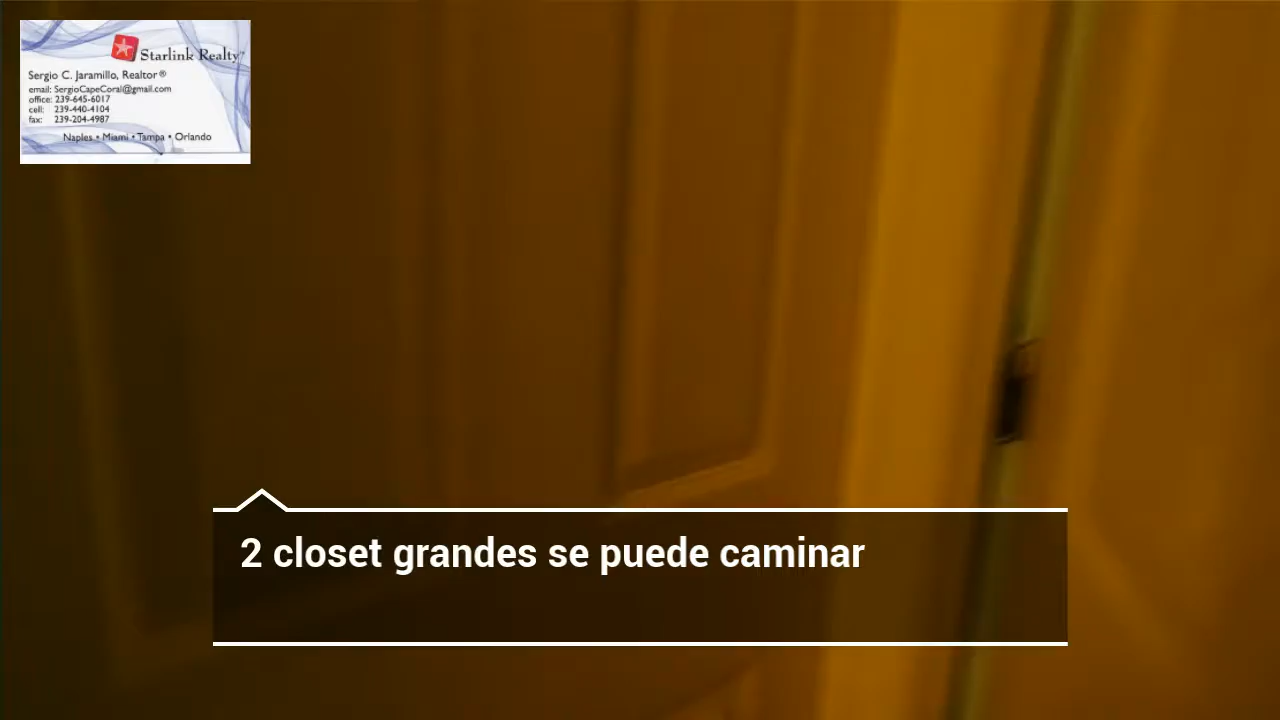 Starlink Realty
Sergio C. Jaramillo, Realtor®
email: SergioCapeCoral@gmail.com
office: 239-645-6017
cell: 239-440-4104
fax: 239-204-4987
Naples • Miami • Tampa • Orlando
2 closet grandes se puede caminar